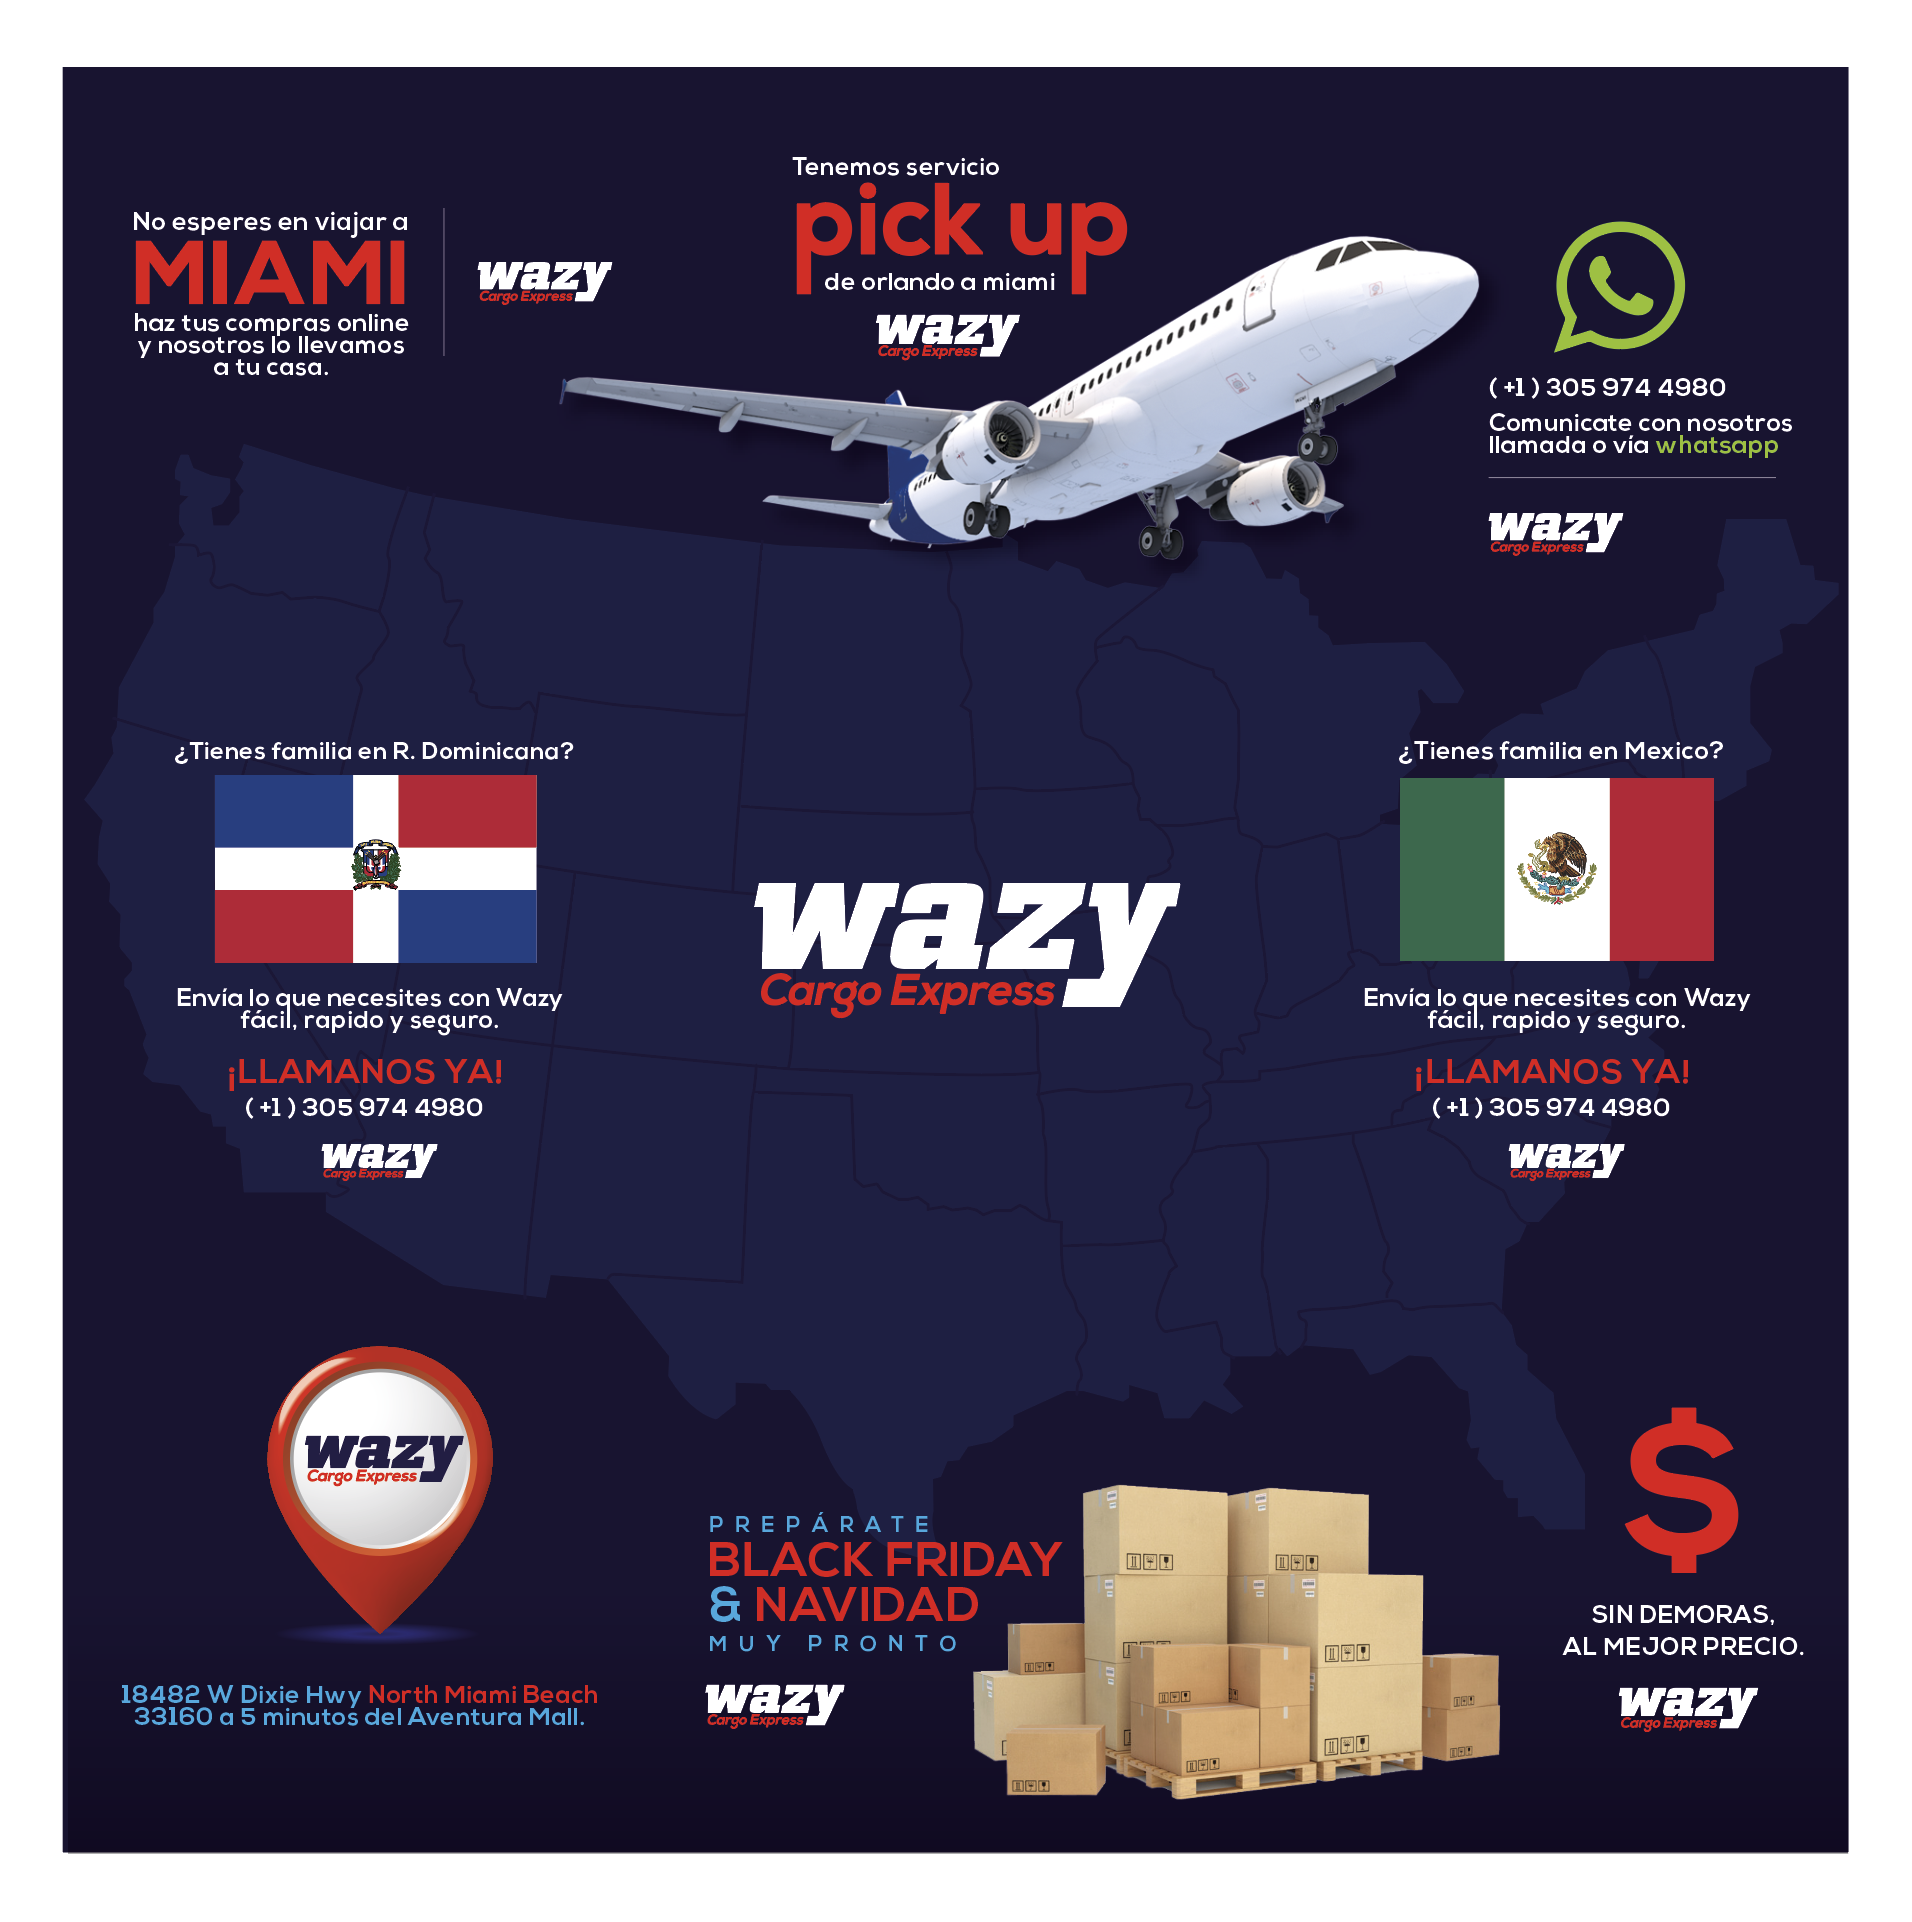 No esperes en viajar a
MIAMI
haz tus compras online
y nosotros lo llevamos
a tu casa.
wazy
Cargo Express
Tenemos servicio
pick up
de orlando a miami
wazy
Cargo Express
( +1 ) 305 974 4980
Comunicate con nosotros
llamada o vía whatsapp
wazy
Cargo Express
¿Tienes familia en R. Dominicana?
Envía lo que necesites con Wazy
fácil, rapido y seguro.
¡LLAMANOS YA!
( +1 ) 305 974 4980
wazy
Cargo Express
wazy
Cargo Express
¿Tienes familia en Mexico?
Envía lo que necesites con Wazy
fácil, rapido y seguro.
¡LLAMANOS YA!
( +1 ) 305 974 4980
wazy
Cargo Express
wazy
Cargo Express
18482 W Dixie Hwy North Miami Beach
33160 a 5 minutos del Aventura Mall.
PREPÁRATE
BLACK FRIDAY
& NAVIDAD
MUY PRONTO
wazy
Cargo Express
$
SIN DEMORAS,
AL MEJOR PRECIO.
wazy
Cargo Express